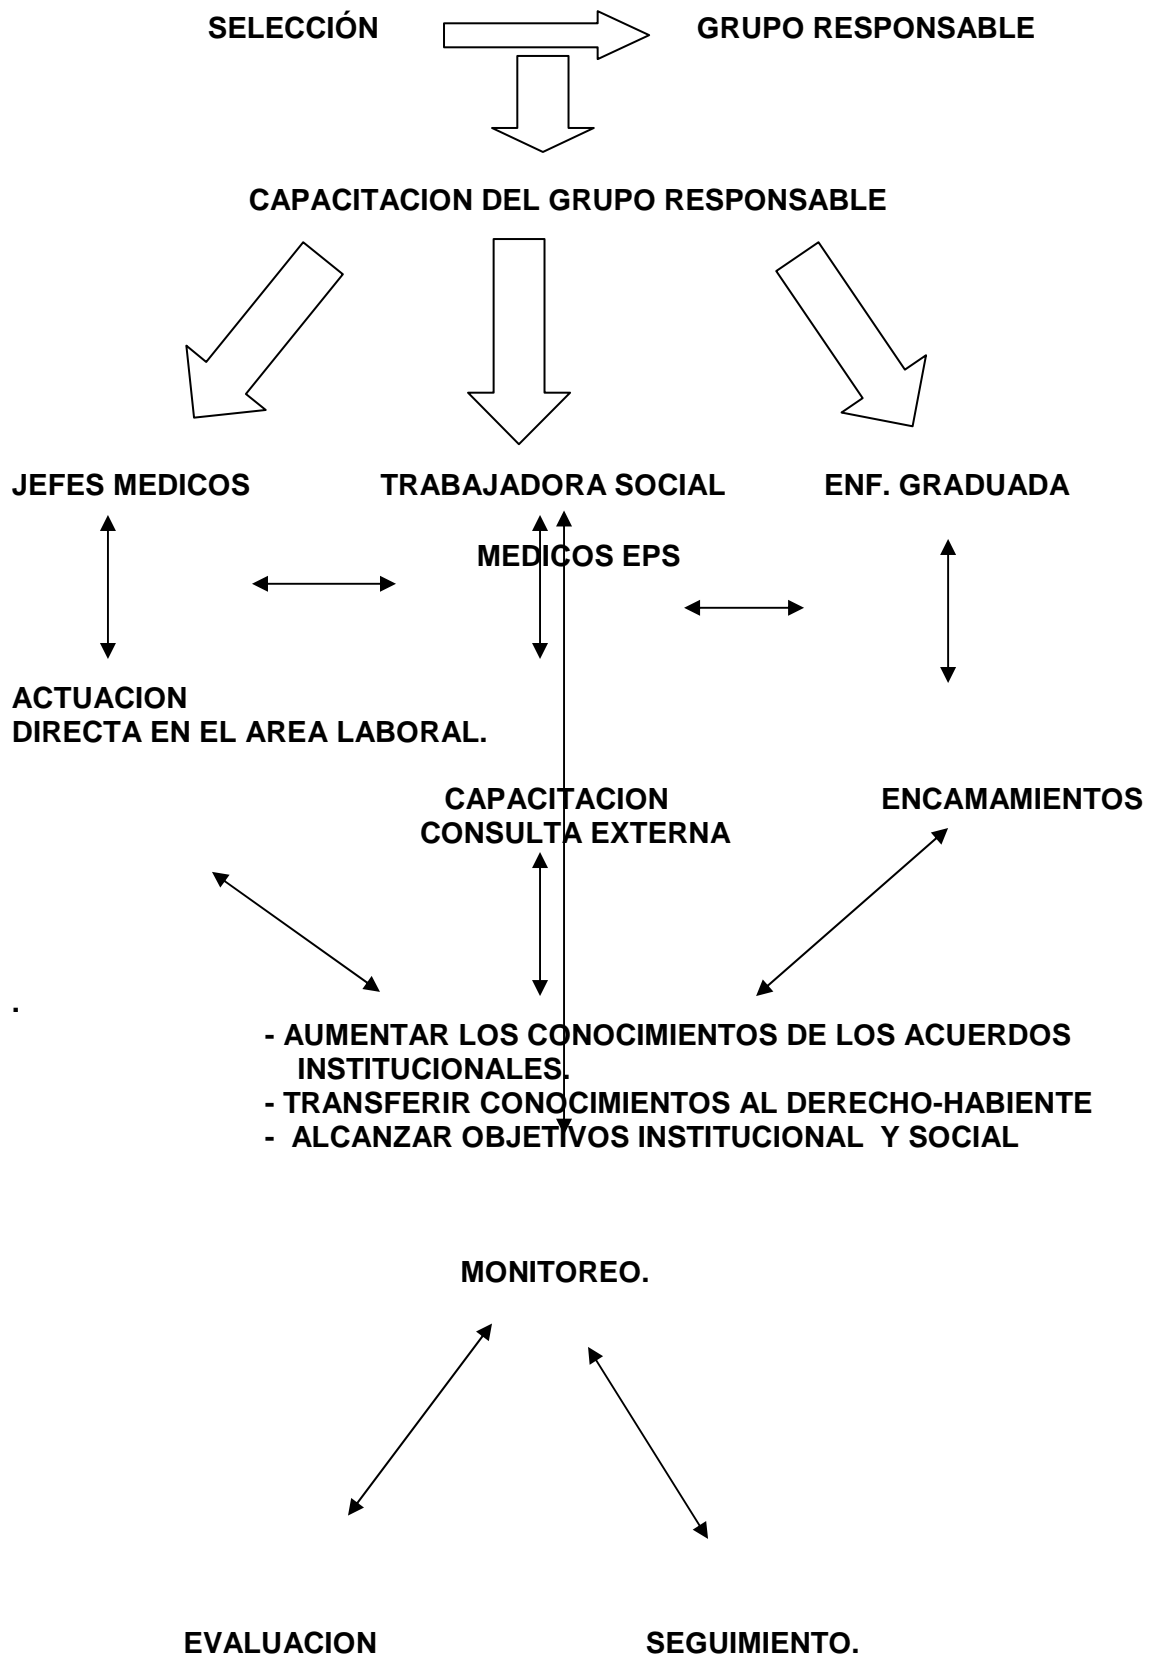 SELECCIÓN GRUPO RESPONSABLE
CAPACITACION DEL GRUPO RESPONSABLE
JEFES MEDICOS TRABAJADORA SOCIAL ENF. GRADUADA
MEDICOS EPS
ACTUACION
DIRECTA EN EL AREA LABORAL.
CAPACITACION ENCAMAMIENTOS
CONSULTA EXTERNA
.
- AUMENTAR LOS CONOCIMIENTOS DE LOS ACUERDOS
INSTITUCIONALES.
- TRANSFERIR CONOCIMIENTOS AL DERECHO-HABIENTE
- ALCANZAR OBJETIVOS INSTITUCIONAL Y SOCIAL
MONITOREO.
EVALUACION SEGUIMIENTO.